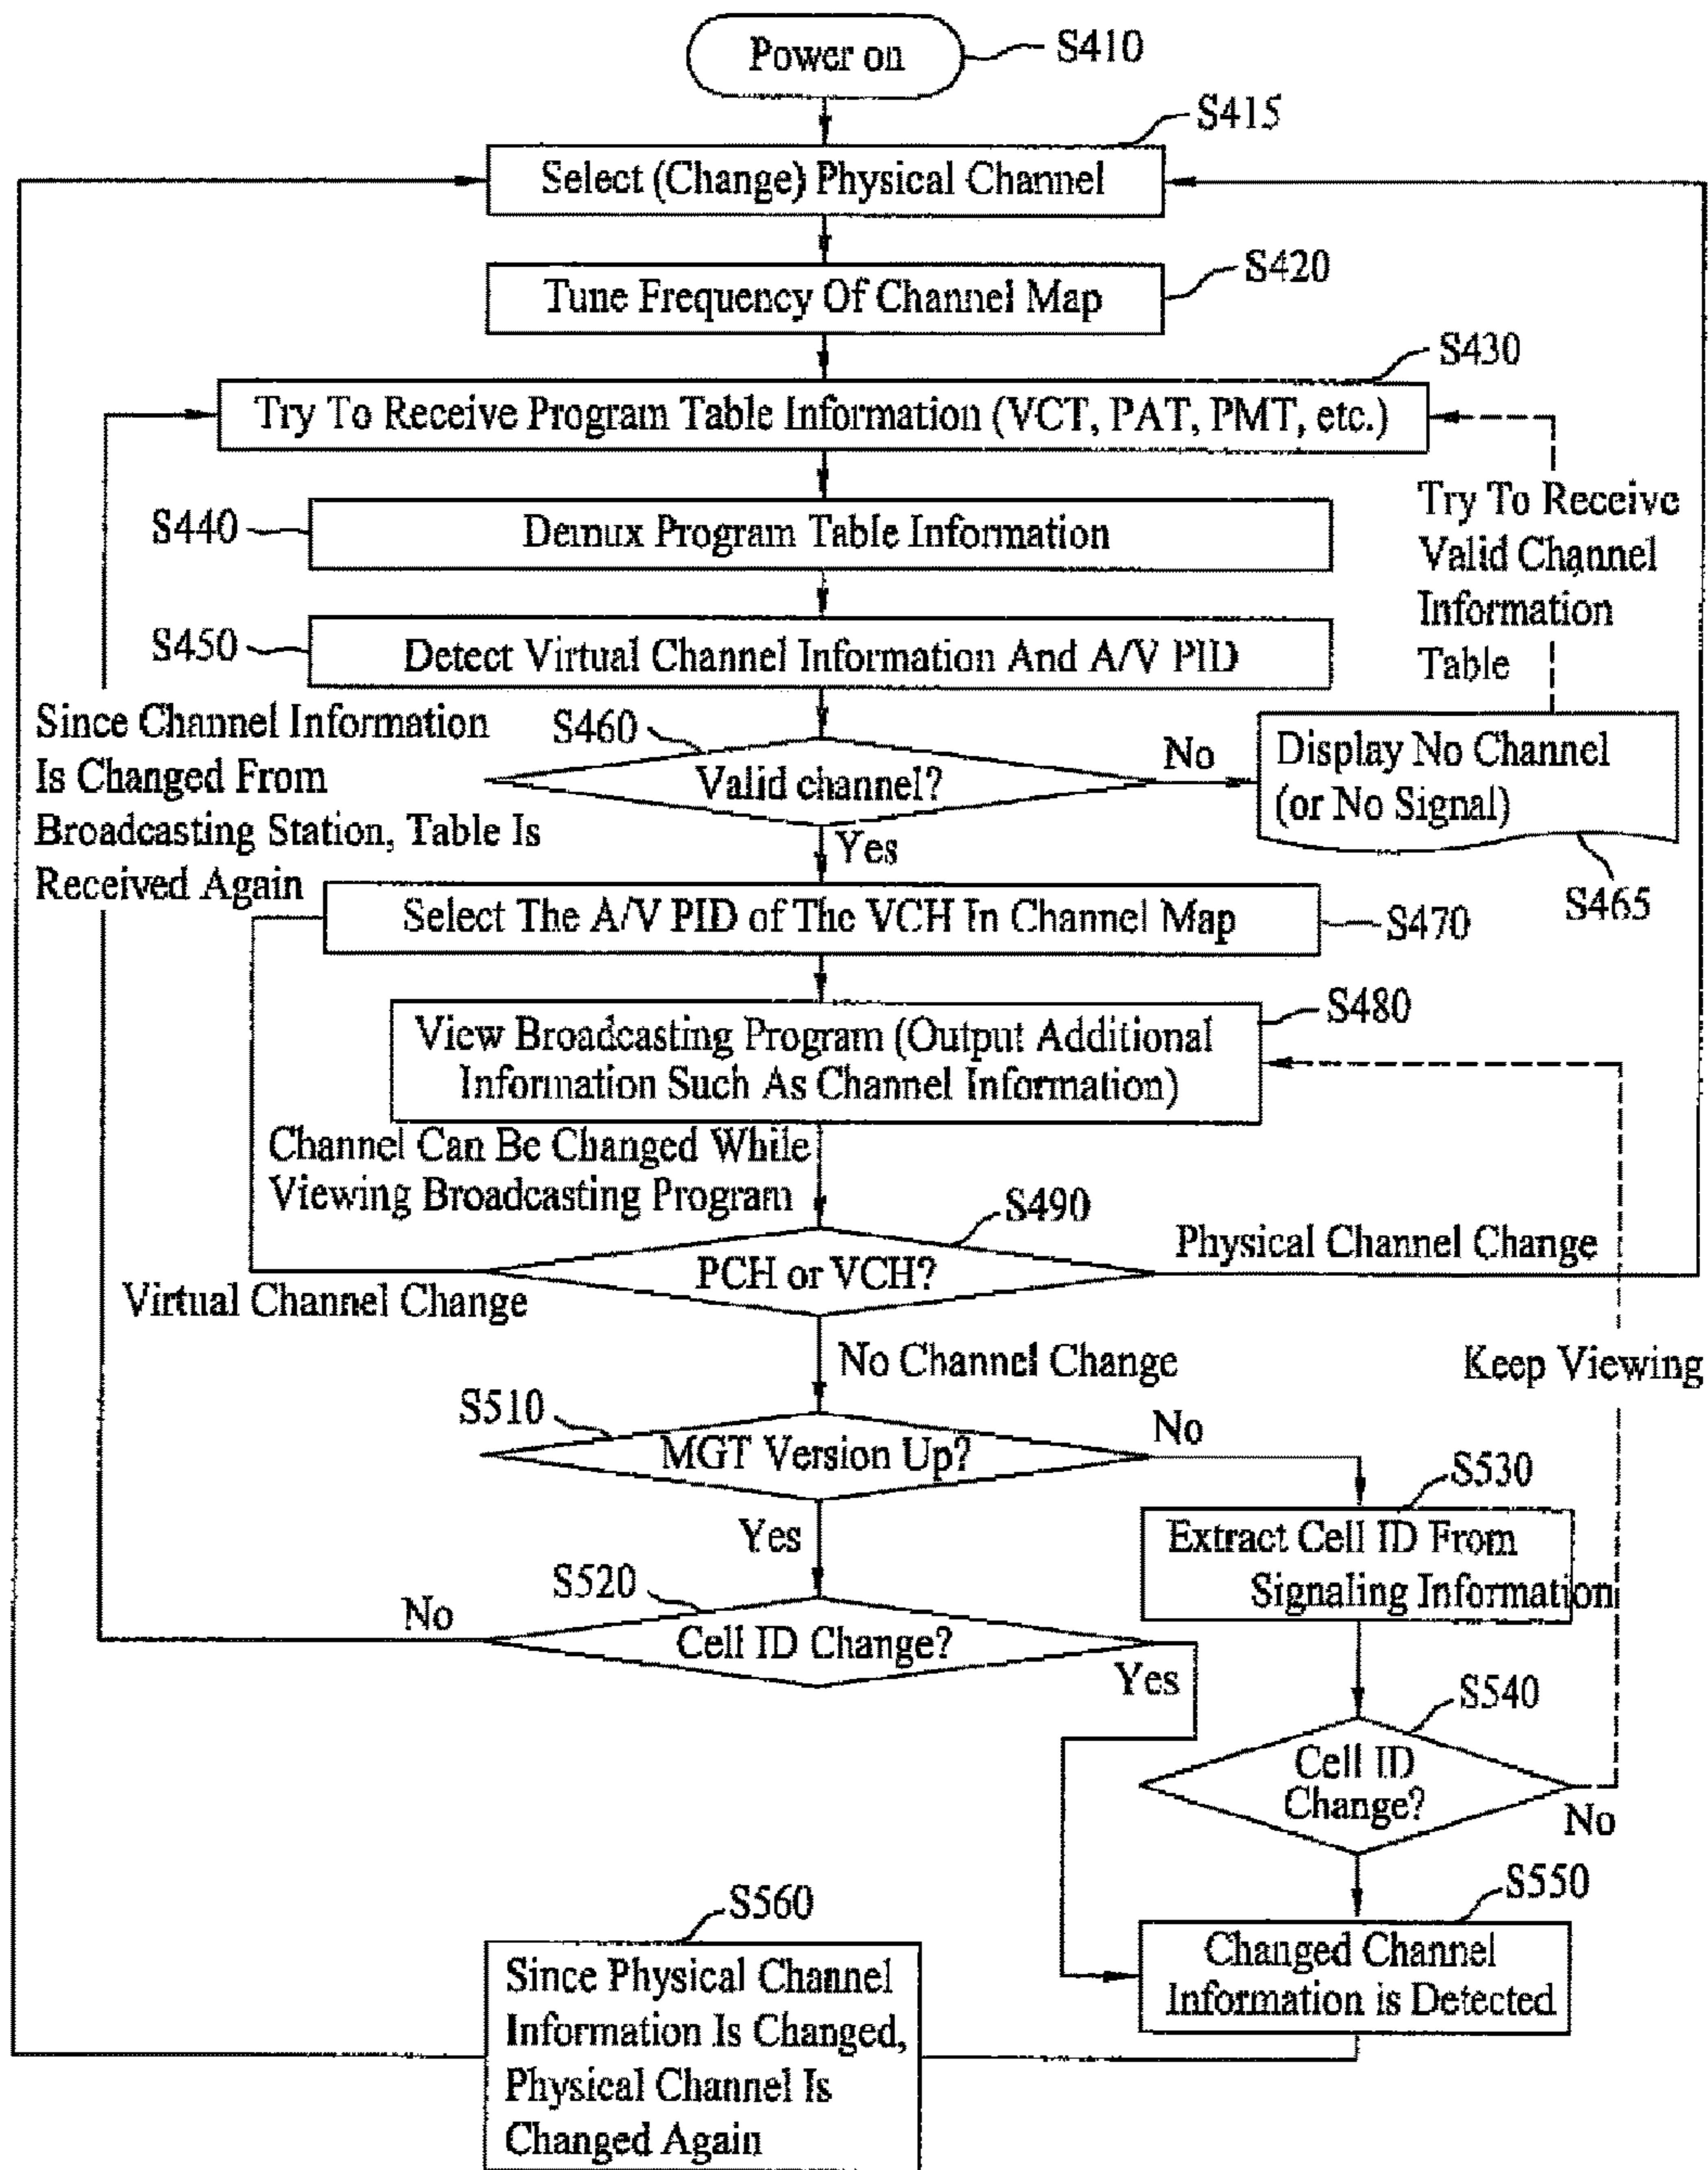 Power on
S410
S415
Select (Change) Physical Channel
S420
Tune Frequency Of Channel Map
S430
Try To Receive Program Table Information (VCT, PAT, PMT, etc.)
Try To Receive
Valid Channel
Information
Table
S440
Demux Program Table Information
S450
Detect Virtual Channel Information And A/V PID
Since Channel Information
Is Changed From
Broadcasting Station, Table Is
Received Again
S460
Valid channel?
No
Yes
Display No Channel
(or No Signal)
S465
Select The A/V PID of The VCH In Channel Map
S470
S480
View Broadcasting Program (Output Additional
Information Such As Channel Information)
Channel Can Be Changed While
Viewing Broadcasting Program
S490
PCH or VCH?
Physical Channel Change
Virtual Channel Change
No Channel Change
Keep Viewing
S510
MGT Version Up?
No
Yes
S530
Extract Cell ID From
Signaling Information
S520
No
Cell ID Change?
Yes
S540
Cell ID
Change?
No
S550
Changed Channel
Information is Detected
S560
Since Physical Channel
Information Is Changed,
Physical Channel Is
Changed Again